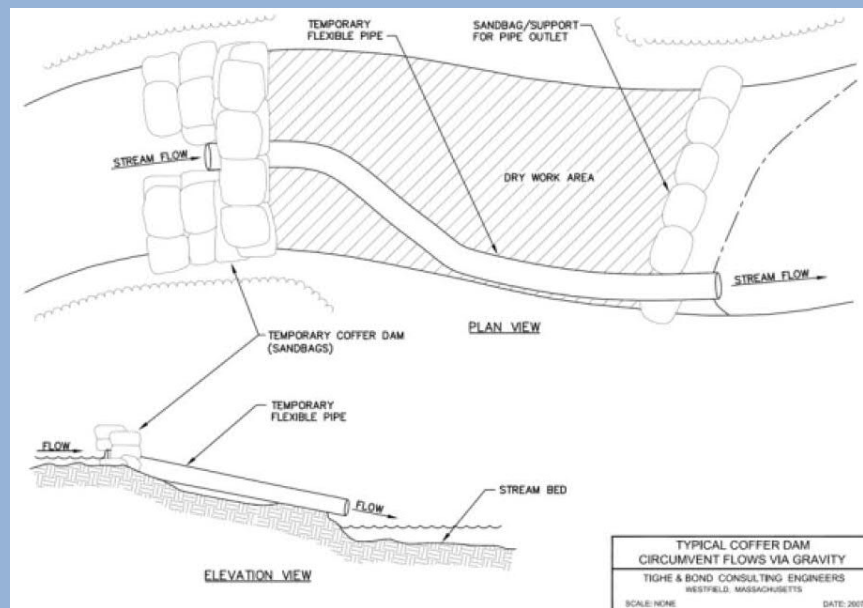 TEMPORARY
FLEXIBLE PIPE
SANDBAG/SUPPORT
FOR PIPE OUTLET
STREAM FLOW
DRY WORK AREA
STREAM FLOW
PLAN VIEW
TEMPORARY COFFER DAM
(SANDBAGS)
TEMPORARY
FLEXIBLE PIPE
FLOW
FLOW
STREAM BED
ELEVATION VIEW
TYPICAL COFFER DAM
CIRCUMVENT FLOWS VIA GRAVITY
TIGHE & BOND CONSULTING ENGINEERS
WESTFIELD, MASSACHUSETTS
SCALE: NONE
DATE: